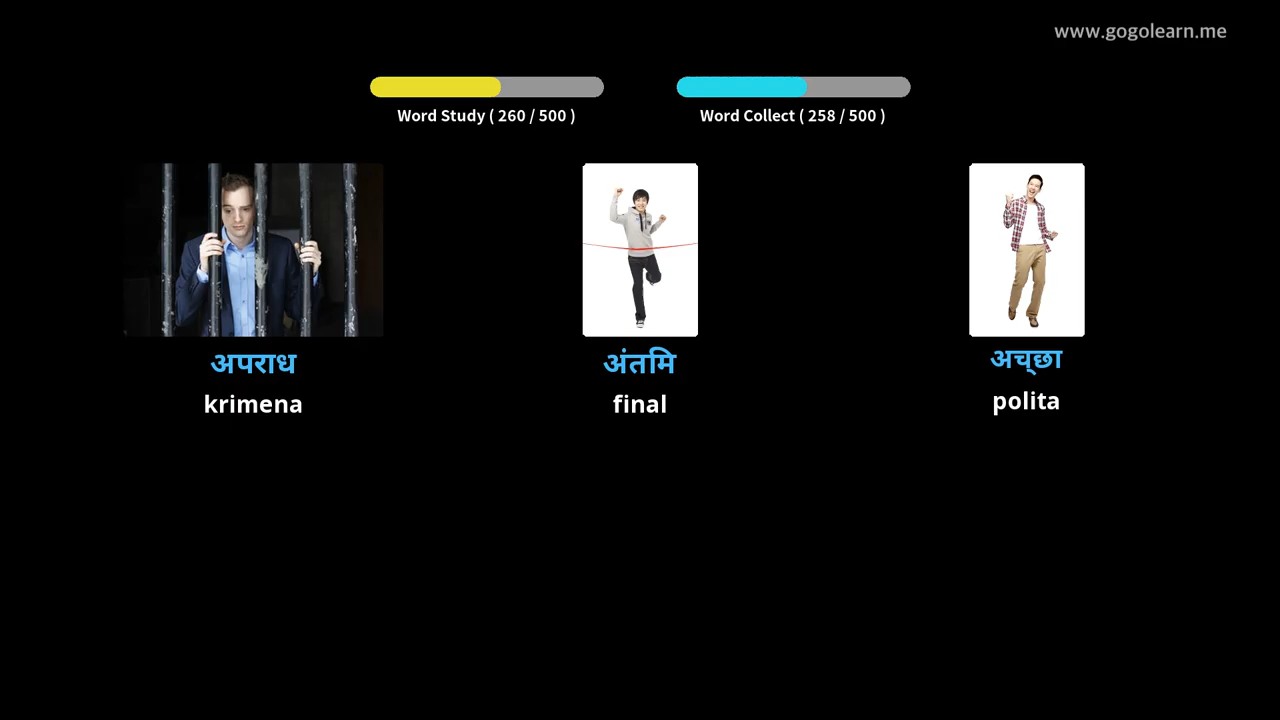 www.gogolearn.me
Word Study ( 260 / 500 )
Word Collect ( 258 / 500 )
अपराध
krimena
अंतमि
final
अच्छा
polita